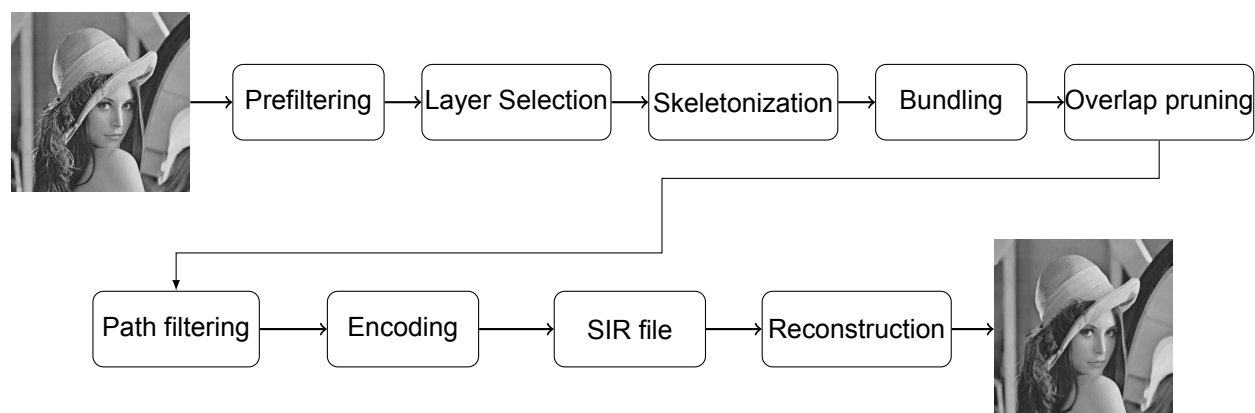 Prefiltering
Layer Selection
Skeletonization
Bundling
Overlap pruning
Path filtering
Encoding
SIR file
Reconstruction